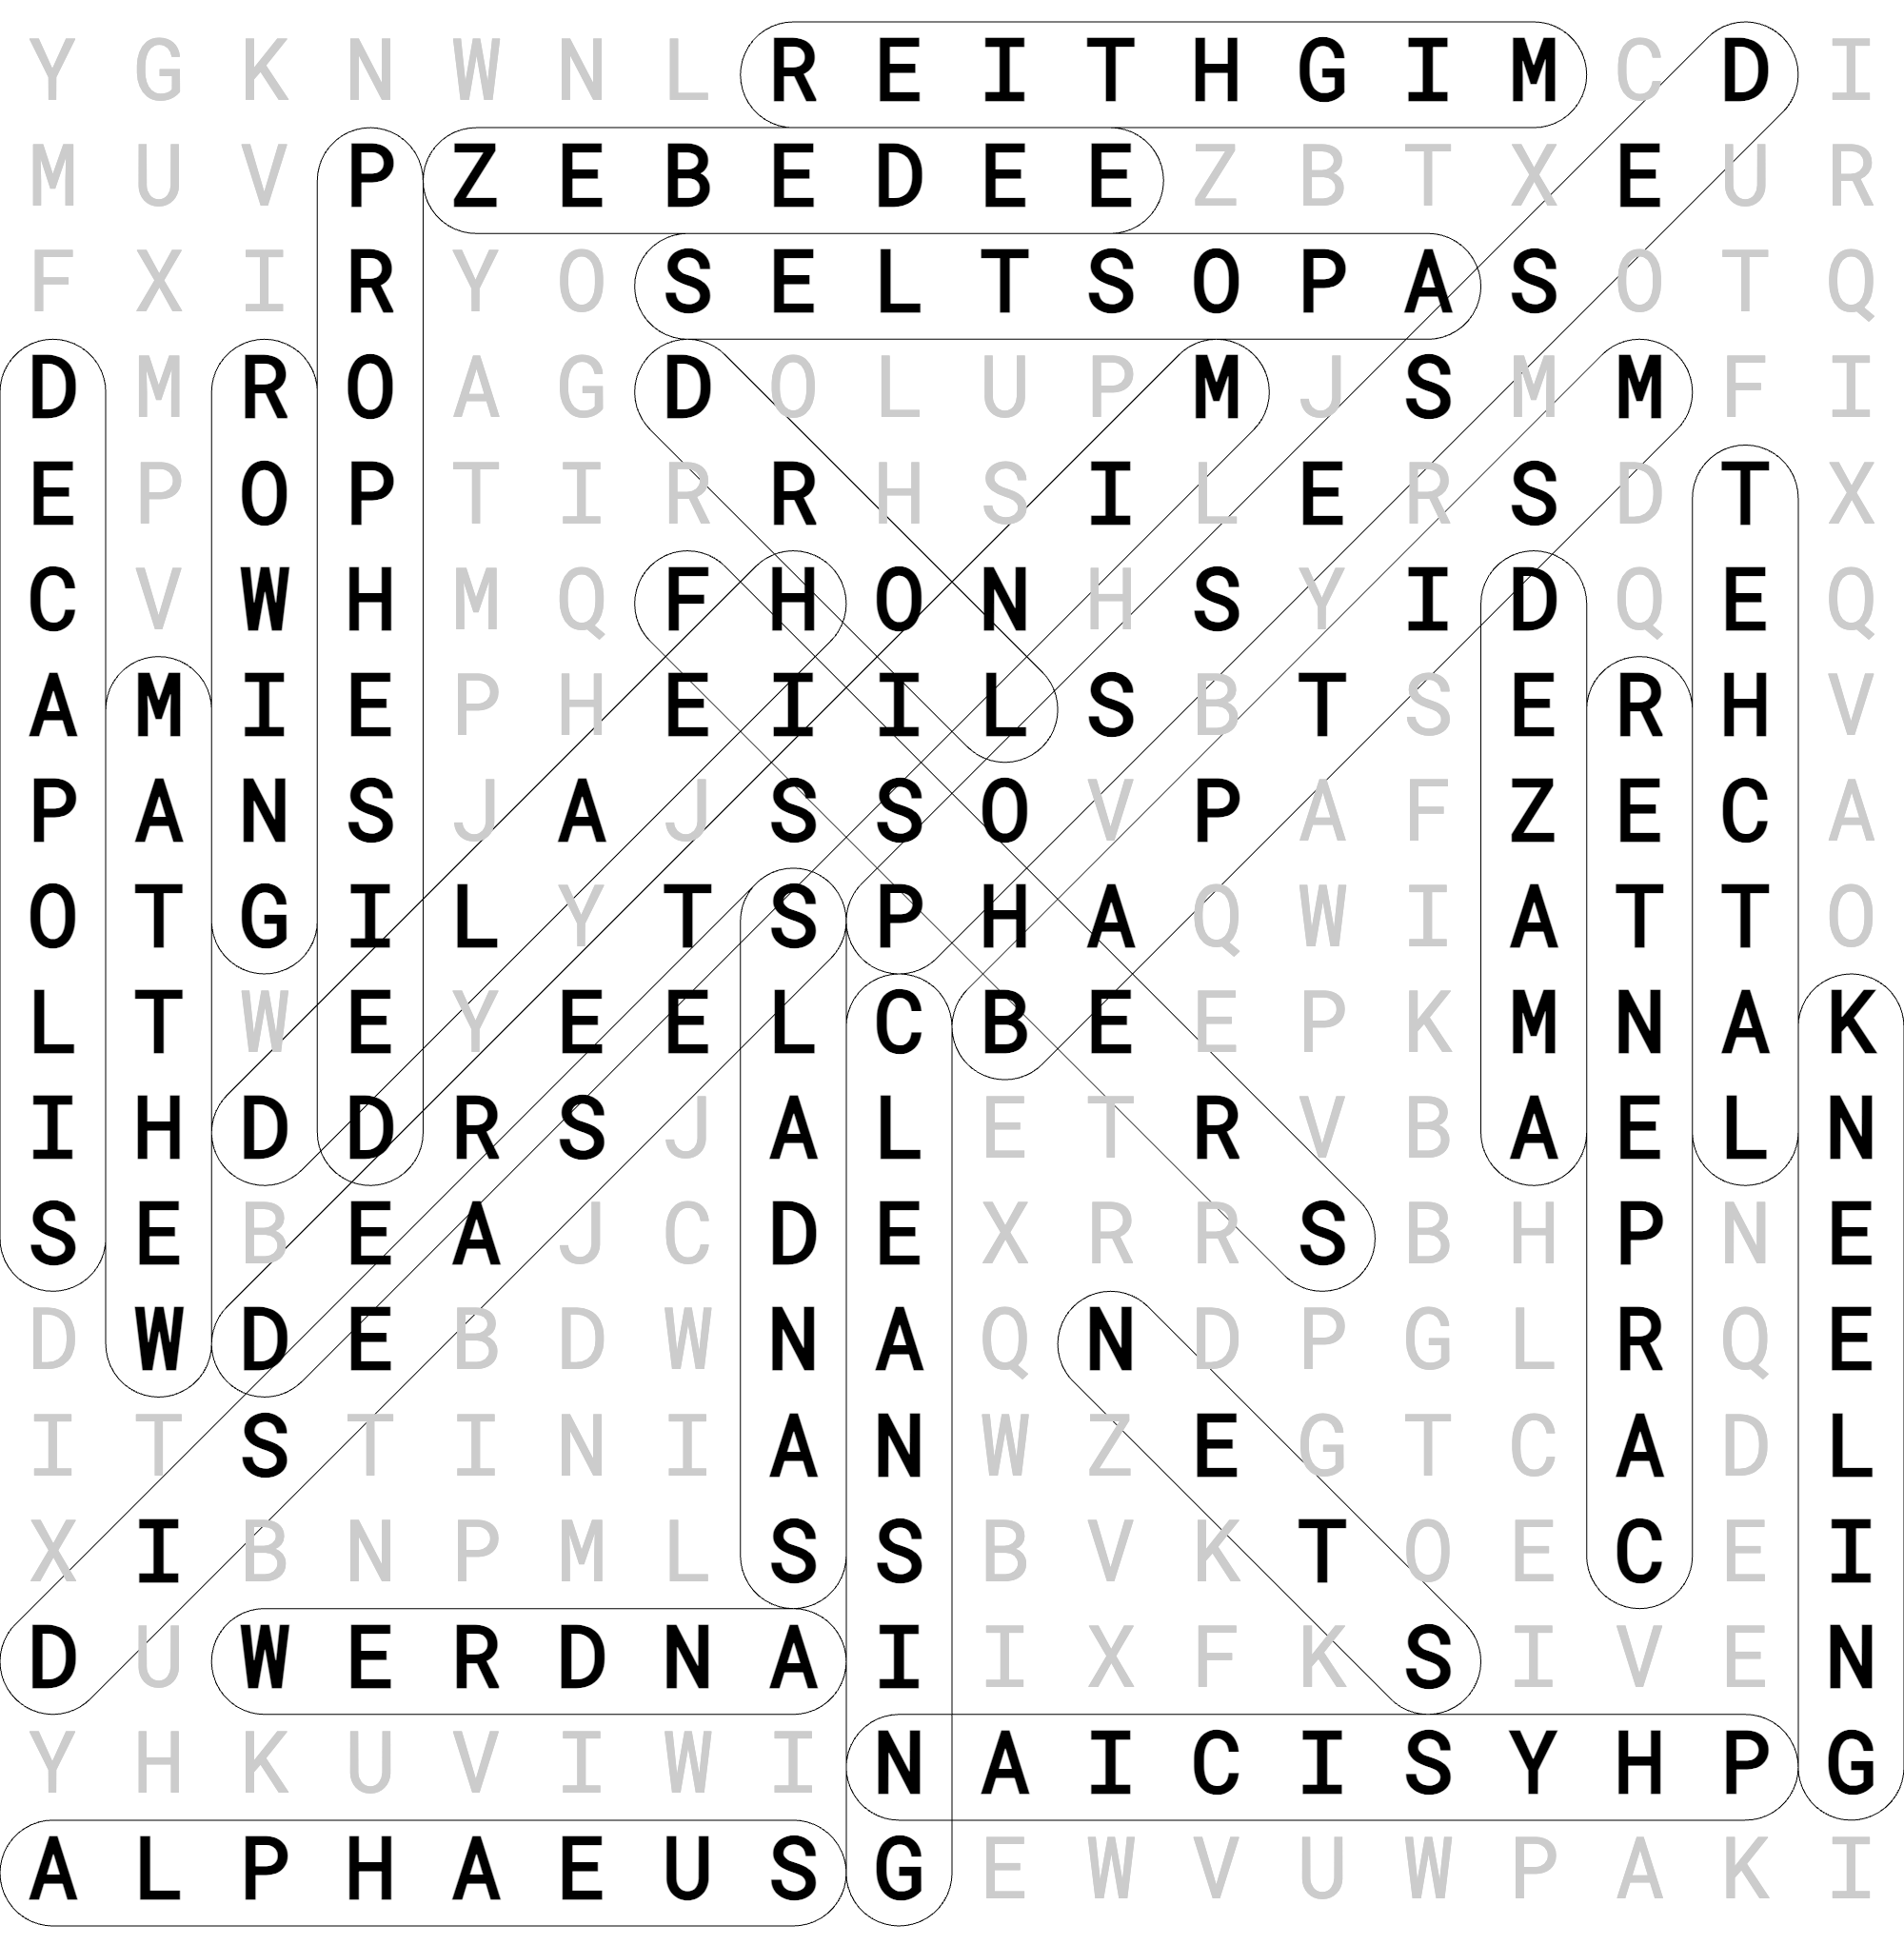 Y G K N W N L R E I T H G I M C D I
M U V P Z E B E D E E Z B T X E U R
F X I R Y O S E L T S O P A S O T Q
D M R O A G D O L U P M J S M M F I
E P O P T I R R H S I L E R S D T X
C V W H M Q F H O N H S Y I D Q E Q
A M I E P H E I I L S B T S E R H V
P A N S J A J S S O V P A F Z E C A
O T G I L Y T S P H A Q W I A T T O
L T W E Y E E L C B E E P K M N A K
I H D D R S J A L E T R V B A E L N
S E B E A J C D E X R R S B H P N E
D W D E B D W N A Q N D P G L R Q E
I T S T I N I A N W Z E G T C A D L
X I B N P M L S S B V K T O E C E I
D U W E R D N A I I X F K S I V E N
Y H K U V I W I N A I C I S Y H P G
A L P H A E U S G E W V U W P A K I